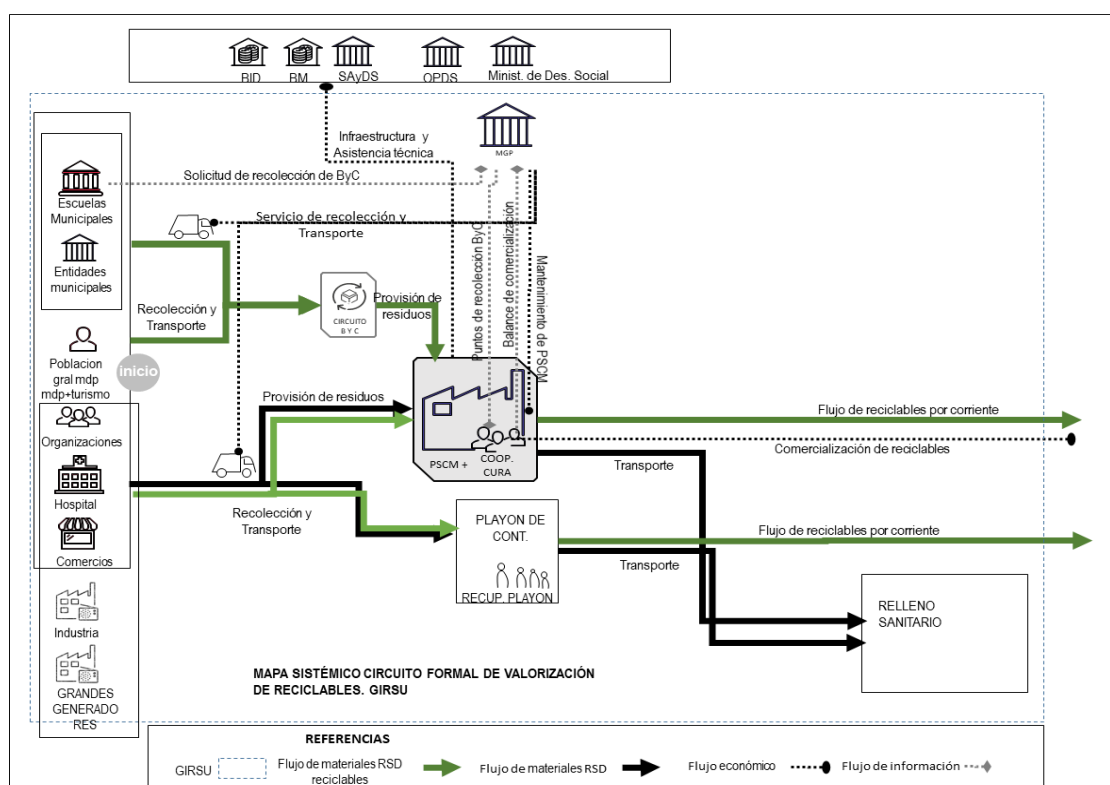 BID
BM
SAyDS
OPDS
Minist. de Des. Social
Infraestructura y
Asistencia técnica
MGP
Solicitud de recolección de ByC
Escuelas
Municipales
Servicio de recolección y
Transporte
Entidades
municipales
Recolección y
Transporte
CIRCUITO
B Y C
Provisión de
residuos
Puntos de recolección ByC
Balance de comercialización
Mantenimiento de PSCM
Poblacion
gral mdp
mdp+turismo
inicio
Provisión de residuos
Flujo de reciclables por corriente
Organizaciones
Comercialización de reciclables
PSCM +
COOP.
CURA
Transporte
Hospital
Recolección y
Transporte
PLAYON DE
CONT.
Flujo de reciclables por corriente
Transporte
Comercios
RECUP. PLAYON
RELLENO
SANITARIO
Industria
MAPA SISTÉMICO CIRCUITO FORMAL DE VALORIZACIÓN
DE RECICLABLES. GIRSU
GRANDES
GENERADO
RES
REFERENCIAS
GIRSU
Flujo de materiales RSD
reciclables
Flujo de materiales RSD
Flujo económico
Flujo de información